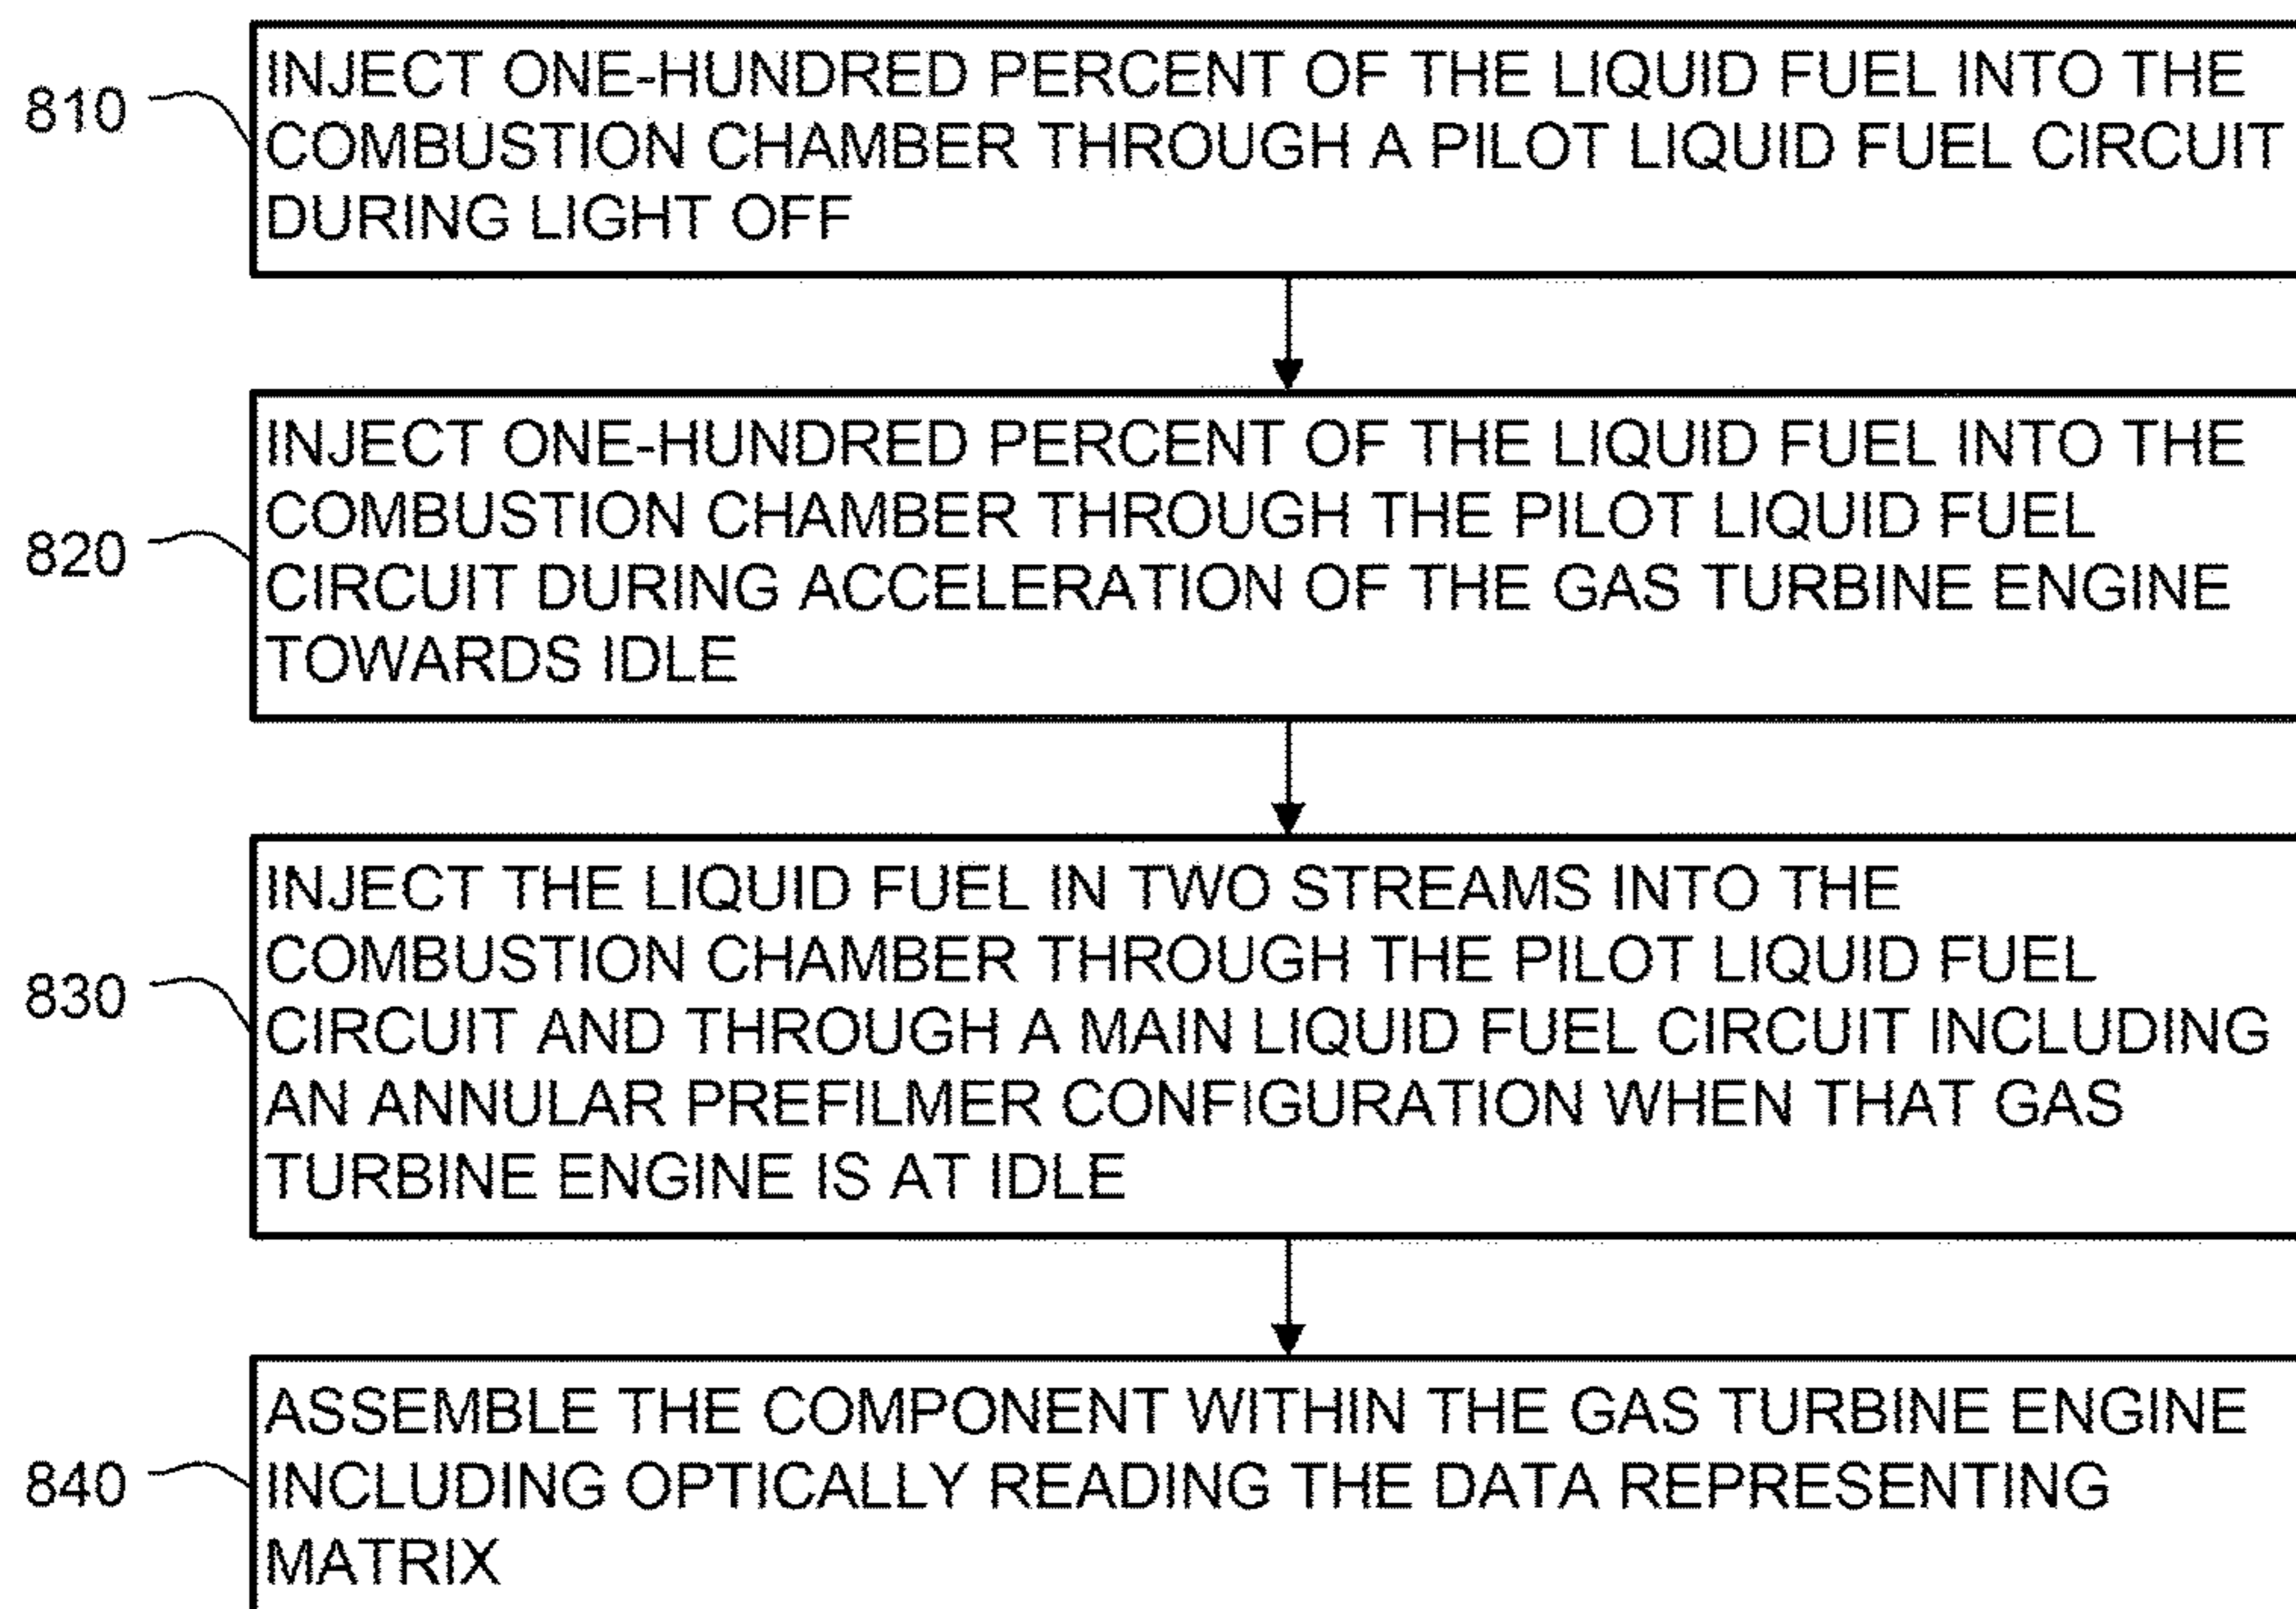 810
INJECT ONE-HUNDRED PERCENT OF THE LIQUID FUEL INTO THE
COMBUSTION CHAMBER THROUGH A PILOT LIQUID FUEL CIRCUIT
DURING LIGHT OFF
820
INJECT ONE-HUNDRED PERCENT OF THE LIQUID FUEL INTO THE
COMBUSTION CHAMBER THROUGH THE PILOT LIQUID FUEL
CIRCUIT DURING ACCELERATION OF THE GAS TURBINE ENGINE
TOWARDS IDLE
830
INJECT THE LIQUID FUEL IN TWO STREAMS INTO THE
COMBUSTION CHAMBER THROUGH THE PILOT LIQUID FUEL
CIRCUIT AND THROUGH A MAIN LIQUID FUEL CIRCUIT INCLUDING
AN ANNULAR PREFILMER CONFIGURATION WHEN THAT GAS
TURBINE ENGINE IS AT IDLE
840
ASSEMBLE THE COMPONENT WITHIN THE GAS TURBINE ENGINE
INCLUDING OPTICALLY READING THE DATA REPRESENTING
MATRIX